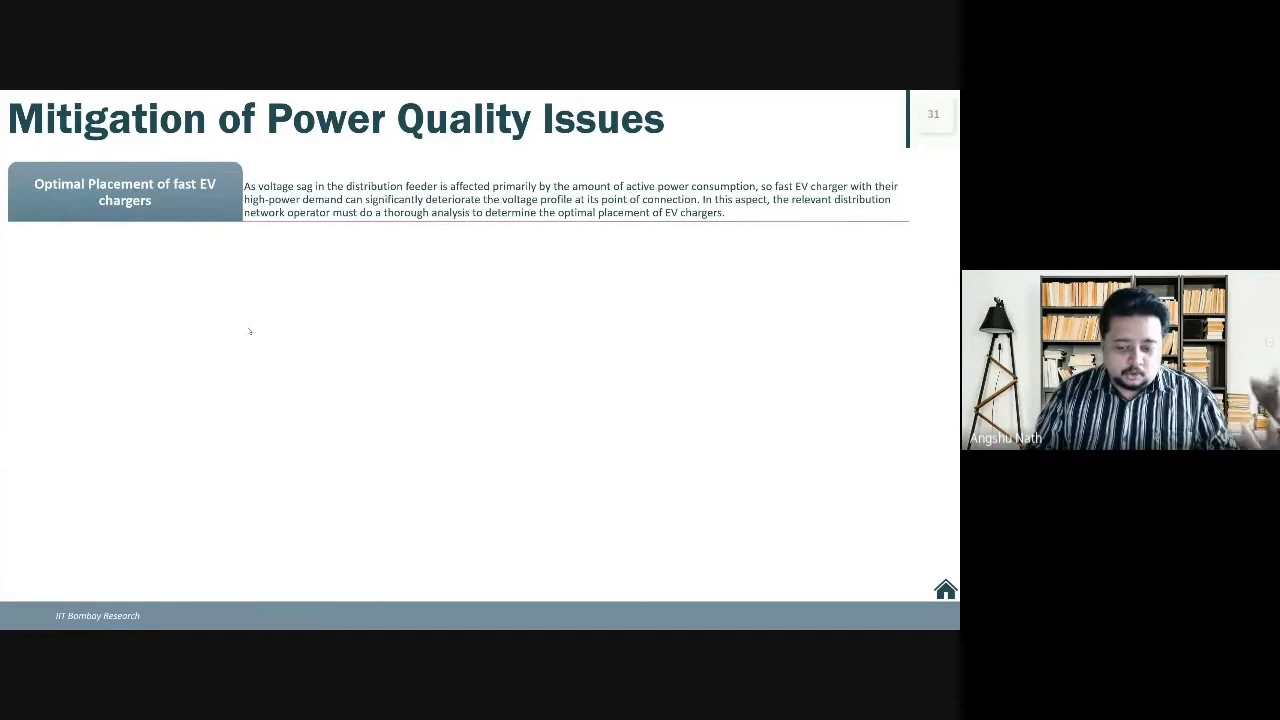 Mitigation of Power Quality Issues
31
Optimal Placement of fast EV
chargers
As voltage sag in the distribution feeder is affected primarily by the amount of active power consumption, so fast EV charger with their
high-power demand can significantly deteriorate the voltage profile at its point of connection. In this aspect, the relevant distribution
network operator must do a thorough analysis to determine the optimal placement of EV chargers.
Angshu Nath
IIT Bombay Research